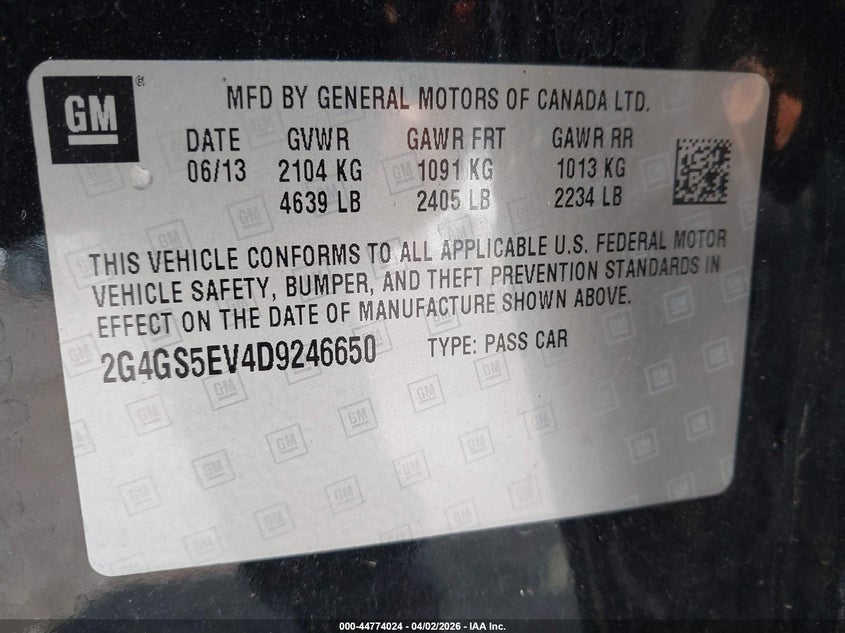 GM
MFD BY GENERAL MOTORS OF CANADA LTD.
DATE GVWR GAWR FRT GAWR RR
06/13 2104 KG 1091 KG 1013 KG
4639 LB 2405 LB 2234 LB
THIS VEHICLE CONFORMS TO ALL APPLICABLE U.S. FEDERAL MOTOR
VEHICLE SAFETY, BUMPER, AND THEFT PREVENTION STANDARDS IN
EFFECT ON THE DATE OF MANUFACTURE SHOWN ABOVE.
2G4GS5EV4D9246650 TYPE: PASS CAR
000-44774024 - 04/02/2026 - IAA Inc.